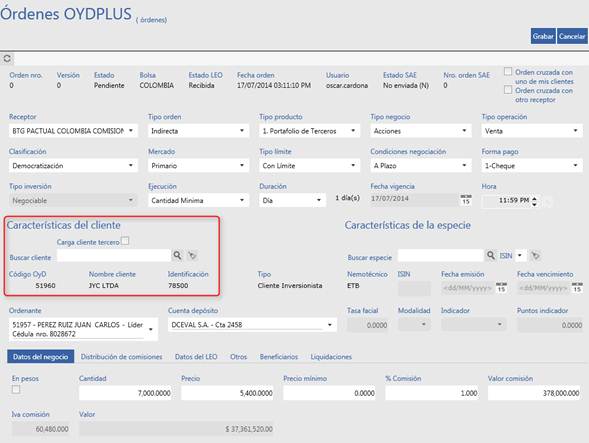 Órdenes OYDPLUS ( órdenes)
Grabar Cancelar
Orden nro. Versión Estado Bolsa Estado LEO Fecha orden Usuario Estado SAE Nro. orden SAE Orden cruzada con uno de mis clientes
0 0 Pendiente COLOMBIA Recibida 17/07/2014 03:11:10 PM oscar.cardona No enviada (N) 0 Orden cruzada con otro receptor
Receptor Tipo orden Tipo producto Tipo negocio Tipo operación
BTG PACTUAL COLOMBIA COMISION Indirecta 1. Portafolio de Terceros Acciones Venta
Clasificación Mercado Tipo límite Condiciones negociación Forma pago
Democratización Primario Con Límite A Plazo 1-Cheque
Tipo inversión Ejecución Duración Fecha vigencia Hora
Negociable Cantidad Minima Día 1 día(s) 17/07/2014 15 11:59 PM
Características del cliente Características de la especie
Carga cliente tercero
Buscar cliente Buscar especie ISIN
Código OyD Nombre cliente Identificación Tipo Nemotécnico ISIN Fecha emisión Fecha vencimiento
51960 JYC LTDA 78500 Cliente Inversionista ETB <dd/MM/yyyy> 15 <dd/MM/yyyy> 15
Ordenante Cuenta depósito Tasa facial Modalidad Indicador Puntos indicador
51957 - PEREZ RUIZ JUAN CARLOS - Líder DCEVAL S.A. - Cta 2458 0.0000 0.0000
Cédula nro. 8028672
Datos del negocio Distribución de comisiones Datos del LEO Otros Beneficiarios Liquidaciones
En pesos Cantidad Precio Precio mínimo % Comisión Valor comisión
7,000.0000 5,400.0000 0.0000 1.000 378,000.00
Iva comisión Valor
60,480.000 $ 37,361,520.00